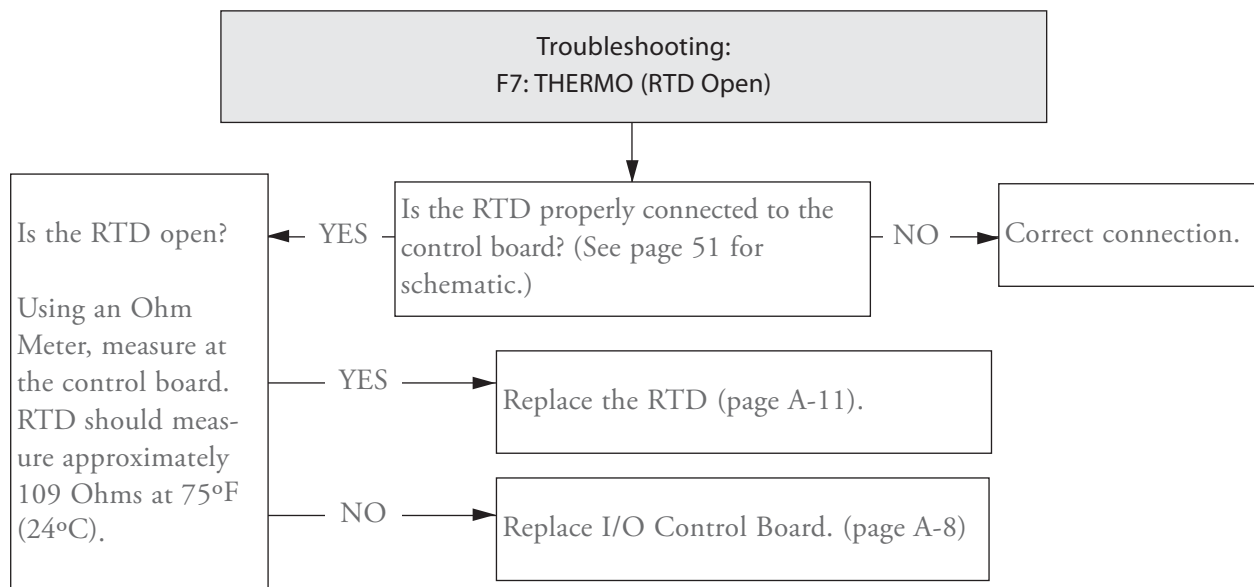 Troubleshooting:
F7: THERMO (RTD Open)
Is the RTD properly connected to the
control board? (See page 51 for
schematic.)
YES
NO
Correct connection.
Is the RTD open?
Using an Ohm
Meter, measure at
the control board.
RTD should meas-
ure approximately
109 Ohms at 75ºF
(24ºC).
YES
Replace the RTD (page A-11).
NO
Replace I/O Control Board. (page A-8)